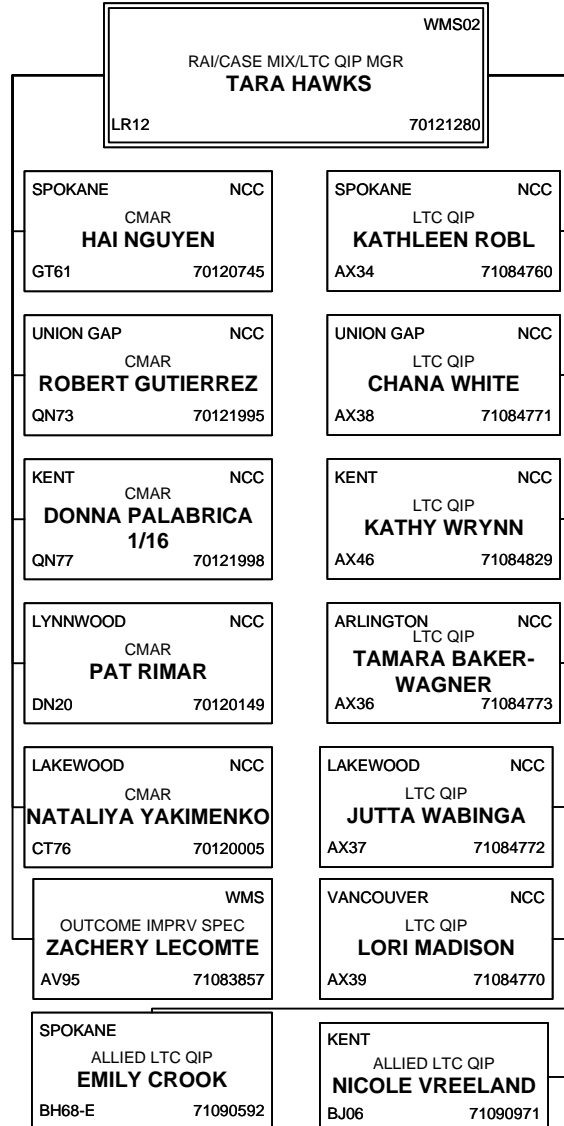 WMS02
RAI/CASE MIX/LTC QIP MGR
TARA HAWKS
LR12 70121280
SPOKANE NCC
CMAR
HAI NGUYEN
GT61 70120745
SPOKANE NCC
LTC QIP
KATHLEEN ROBL
AX34 71084760
UNION GAP NCC
CMAR
ROBERT GUTIERREZ
QN73 70121995
UNION GAP NCC
LTC QIP
CHANA WHITE
AX38 71084771
KENT NCC
CMAR
DONNA PALABRICA
1/16
QN77 70121998
KENT NCC
LTC QIP
KATHY WRYNN
AX46 71084829
LYNNWOOD NCC
CMAR
PAT RIMAR
DN20 70120149
ARLINGTON NCC
LTC QIP
TAMARA BAKER-
WAGNER
AX36 71084773
LAKEWOOD NCC
CMAR
NATALIYA YAKIMENKO
CT76 70120005
LAKEWOOD NCC
LTC QIP
JUTTA WABINGA
AX37 71084772
WMS
OUTCOME IMPRV SPEC
ZACHERY LECOMTE
AV95 71083857
VANCOUVER NCC
LTC QIP
LORI MADISON
AX39 71084770
SPOKANE
ALLIED LTC QIP
EMILY CROOK
BH68-E 71090592
KENT
ALLIED LTC QIP
NICOLE VREELAND
BJ06 71090971